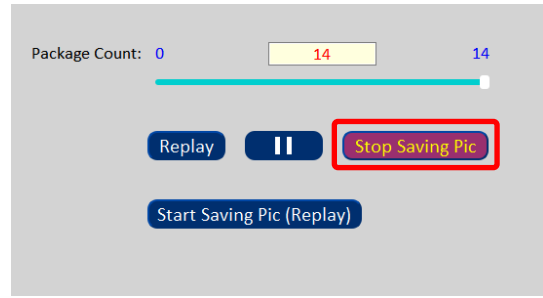 Package Count: 0 14 14
Replay Stop Saving Pic
Start Saving Pic (Replay)